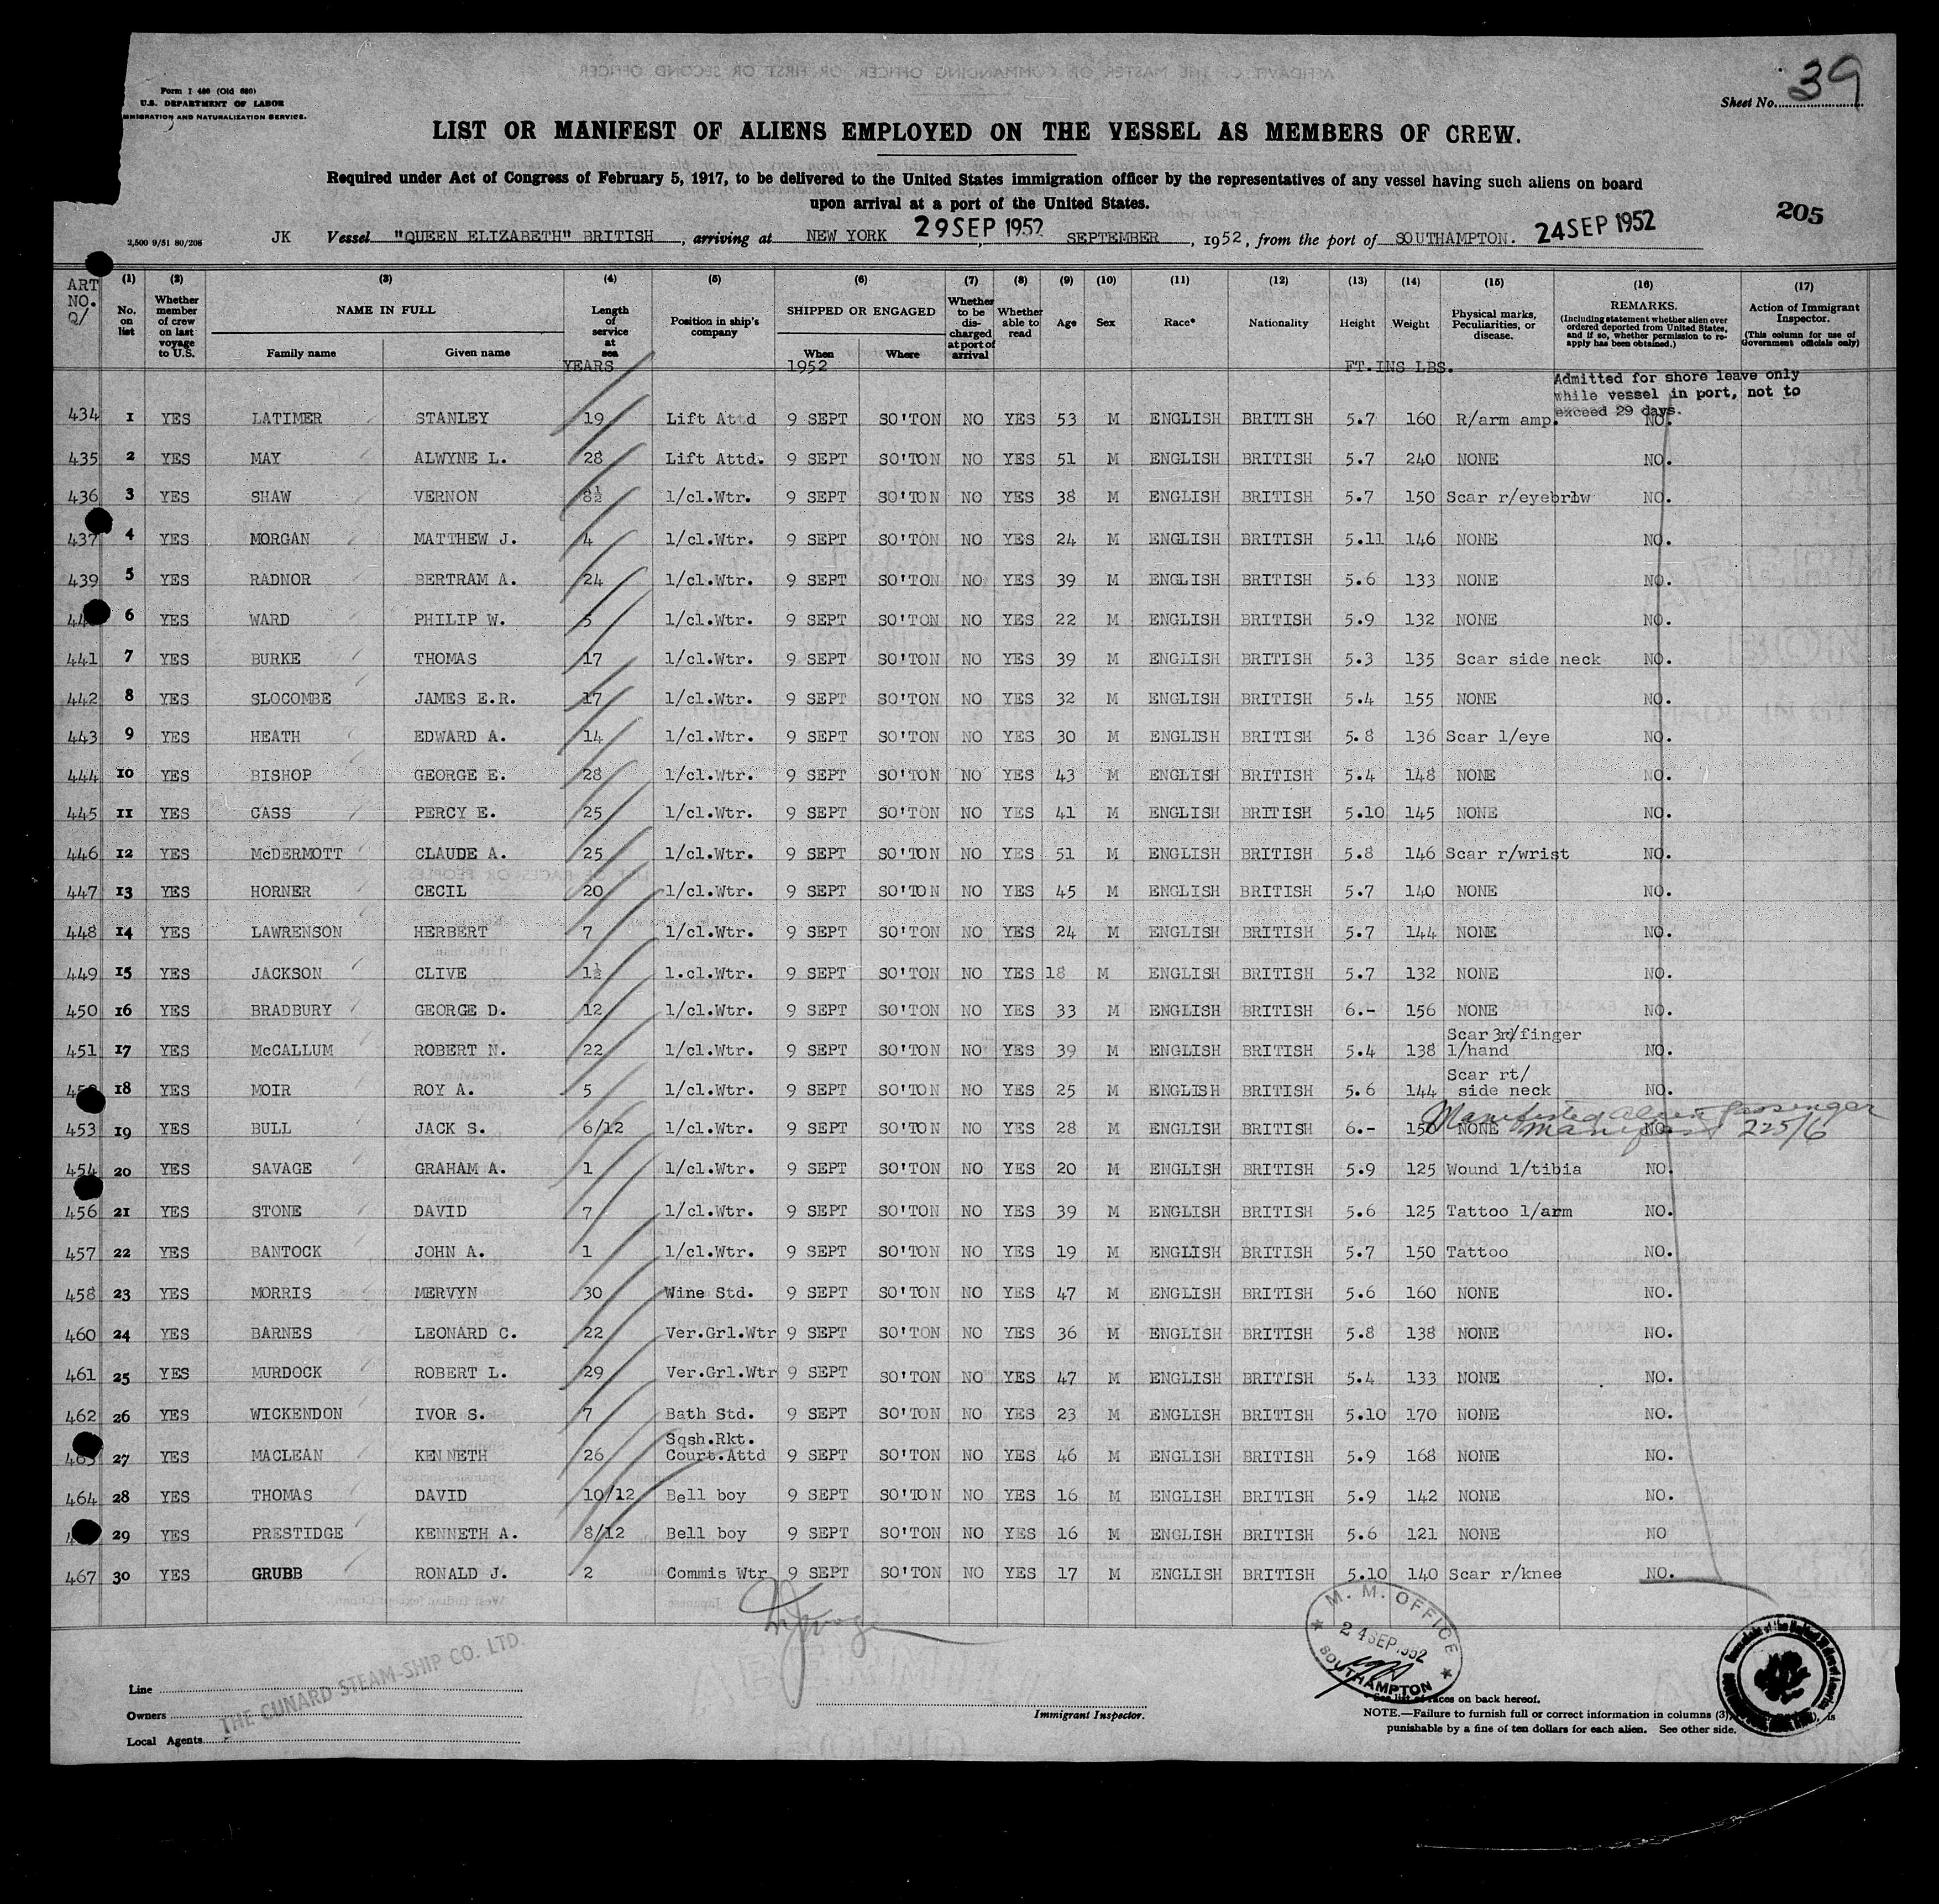 Form I 480 (Old 680)
U.S. DEPARTMENT OF LABOR
IMMIGRATION AND NATURALIZATION SERVICE.
Sheet No. 39
LIST OR MANIFEST OF ALIENS EMPLOYED ON THE VESSEL AS MEMBERS OF CREW.
Required under Act of Congress of February 5, 1917, to be delivered to the United States immigration officer by the representatives of any vessel having such aliens on board
upon arrival at a port of the United States.
205
2,500 9/51 80/205 JK Vessel "QUEEN ELIZABETH" BRITISH, arriving at NEW YORK 29 SEP 1952, SEPTEMBER, 1952, from the port of SOUTHAMPTON. 24 SEP 1952
ART NO. (1) No. on list (2) Whether member of crew on last voyage to U.S. (3) NAME IN FULL Family name Given name (4) Length of service at sea (5) Position in ship's company (6) SHIPPED OR ENGAGED When Where (7) Whether to be discharged at port of arrival (8) Whether able to read (9) Age (10) Sex (11) Race* (12) Nationality (13) Height (14) Weight (15) Physical marks, Peculiarities, or disease. (16) REMARKS. (Including statement whether alien ever ordered deported from United States, and if so, whether permission to re-apply has been obtained.) (17) Action of Immigrant Inspector. (This column for use of Government officials only)
YEARS 1952 FT.INS LBS.
Admitted for shore leave only
while vessel in port, not to
exceed 29 days.
434 1 YES LATIMER STANLEY 19 Lift Attd 9 SEPT SO'TON NO YES 53 M ENGLISH BRITISH 5.7 160 R/arm amp. NO.
435 2 YES MAY ALWYNE L. 28 Lift Attd. 9 SEPT SO'TON NO YES 51 M ENGLISH BRITISH 5.7 240 NONE NO.
436 3 YES SHAW VERNON 8½ 1/cl.Wtr. 9 SEPT SO'TON NO YES 38 M ENGLISH BRITISH 5.7 150 Scar r/eyebrow NO.
437 4 YES MORGAN MATTHEW J. 4 1/cl.Wtr. 9 SEPT SO'TON NO YES 24 M ENGLISH BRITISH 5.11 146 NONE NO.
439 5 YES RADNOR BERTRAM A. 24 1/cl.Wtr. 9 SEPT SO'TON NO YES 39 M ENGLISH BRITISH 5.6 133 NONE NO.
6 YES WARD PHILIP W. 5 1/cl.Wtr. 9 SEPT SO'TON NO YES 22 M ENGLISH BRITISH 5.9 132 NONE NO.
441 7 YES BURKE THOMAS 17 1/cl.Wtr. 9 SEPT SO'TON NO YES 39 M ENGLISH BRITISH 5.3 135 Scar side neck NO.
442 8 YES SLOCOMBE JAMES E.R. 17 1/cl.Wtr. 9 SEPT SO'TON NO YES 32 M ENGLISH BRITISH 5.4 155 NONE NO.
443 9 YES HEATH EDWARD A. 14 1/cl.Wtr. 9 SEPT SO'TON NO YES 30 M ENGLISH BRITISH 5.8 136 Scar l/eye NO.
444 10 YES BISHOP GEORGE E. 28 1/cl.Wtr. 9 SEPT SO'TON NO YES 43 M ENGLISH BRITISH 5.4 148 NONE NO.
445 11 YES CASS PERCY E. 25 1/cl.Wtr. 9 SEPT SO'TON NO YES 41 M ENGLISH BRITISH 5.10 145 NONE NO.
446 12 YES McDERMOTT CLAUDE A. 25 1/cl.Wtr. 9 SEPT SO'TON NO YES 51 M ENGLISH BRITISH 5.8 146 Scar r/wrist NO.
447 13 YES HORNER CECIL 20 1/cl.Wtr. 9 SEPT SO'TON NO YES 45 M ENGLISH BRITISH 5.7 140 NONE NO.
448 14 YES LAWRENSON HERBERT 7 1/cl.Wtr. 9 SEPT SO'TON NO YES 24 M ENGLISH BRITISH 5.7 144 NONE NO.
449 15 YES JACKSON CLIVE 1½ 1.cl.Wtr. 9 SEPT SO'TON NO YES 18 M ENGLISH BRITISH 5.7 132 NONE NO.
450 16 YES BRADBURY GEORGE D. 12 1/cl.Wtr. 9 SEPT SO'TON NO YES 33 M ENGLISH BRITISH 6.- 156 NONE NO.
451 17 YES McCALLUM ROBERT N. 22 1/cl.Wtr. 9 SEPT SO'TON NO YES 39 M ENGLISH BRITISH 5.4 138 Scar 3rd/finger l/hand NO.
18 YES MOIR ROY A. 5 1/cl.Wtr. 9 SEPT SO'TON NO YES 25 M ENGLISH BRITISH 5.6 144 Scar rt/ side neck NO.
453 19 YES BULL JACK S. 6/12 1/cl.Wtr. 9 SEPT SO'TON NO YES 28 M ENGLISH BRITISH 6.- NONE NO. Manifested alien passenger manifest 225/6
454 20 YES SAVAGE GRAHAM A. 1 1/cl.Wtr. 9 SEPT SO'TON NO YES 20 M ENGLISH BRITISH 5.9 125 Wound l/tibia NO.
456 21 YES STONE DAVID 7 1/cl.Wtr. 9 SEPT SO'TON NO YES 39 M ENGLISH BRITISH 5.6 125 Tattoo l/arm NO.
457 22 YES BANTOCK JOHN A. 1 1/cl.Wtr. 9 SEPT SO'TON NO YES 19 M ENGLISH BRITISH 5.7 150 Tattoo NO.
458 23 YES MORRIS MERVYN 30 Wine Std. 9 SEPT SO'TON NO YES 47 M ENGLISH BRITISH 5.6 160 NONE NO.
460 24 YES BARNES LEONARD C. 22 Ver.Grl.Wtr 9 SEPT SO'TON NO YES 36 M ENGLISH BRITISH 5.8 138 NONE NO.
461 25 YES MURDOCK ROBERT L. 29 Ver.Grl.Wtr 9 SEPT SO'TON NO YES 47 M ENGLISH BRITISH 5.4 133 NONE NO.
462 26 YES WICKENDON IVOR S. 7 Bath Std. 9 SEPT SO'TON NO YES 23 M ENGLISH BRITISH 5.10 170 NONE NO.
27 YES MACLEAN KENNETH 26 Sqsh.Rkt. Court.Attd 9 SEPT SO'TON NO YES 46 M ENGLISH BRITISH 5.9 168 NONE NO.
464 28 YES THOMAS DAVID 10/12 Bell boy 9 SEPT SO'TON NO YES 16 M ENGLISH BRITISH 5.9 142 NONE NO.
29 YES PRESTIDGE KENNETH A. 8/12 Bell boy 9 SEPT SO'TON NO YES 16 M ENGLISH BRITISH 5.6 121 NONE NO
467 30 YES GRUBB RONALD J. 2 Commis Wtr 9 SEPT SO'TON NO YES 17 M ENGLISH BRITISH 5.10 140 Scar r/knee NO.
M. M. OFFICE
24 SEP 1952
SOUTHAMPTON
Line
Owners THE CUNARD STEAM-SHIP CO. LTD.
Local Agents
Immigrant Inspector.
* See list of races on back hereof.
NOTE.—Failure to furnish full or correct information in columns (3), is
punishable by a fine of ten dollars for each alien. See other side.